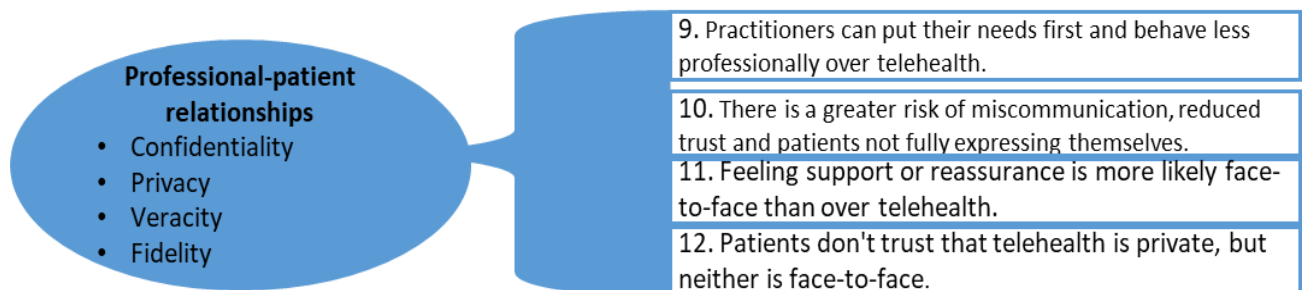 Professional-patient
relationships
• Confidentiality
• Privacy
• Veracity
• Fidelity
9. Practitioners can put their needs first and behave less
professionally over telehealth.
10. There is a greater risk of miscommunication, reduced
trust and patients not fully expressing themselves.
11. Feeling support or reassurance is more likely face-
to-face than over telehealth.
12. Patients don't trust that telehealth is private, but
neither is face-to-face.